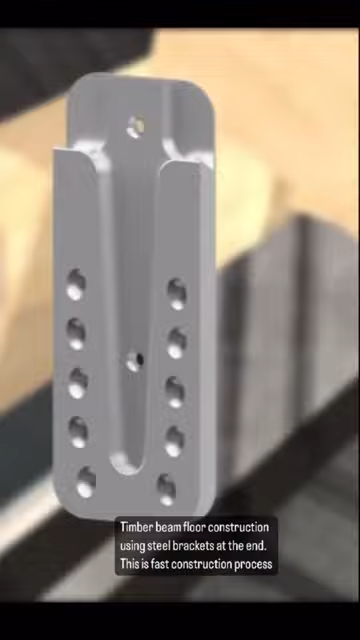 Timber beam floor construction
using steel brackets at the end.
This is fast construction process